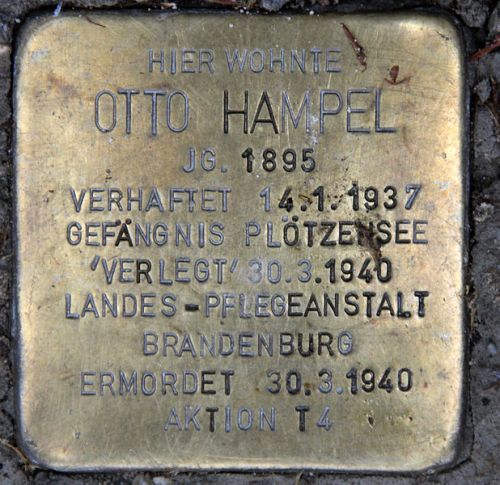 HIER WOHNTE
OTTO HAMPEL
JG. 1895
VERHAFTET 14.1.1937
GEFÄNGNIS PLÖTZENSEE
'VERLEGT' 30.3.1940
LANDES-PFLEGEANSTALT
BRANDENBURG
ERMORDET 30.3.1940
AKTION T4